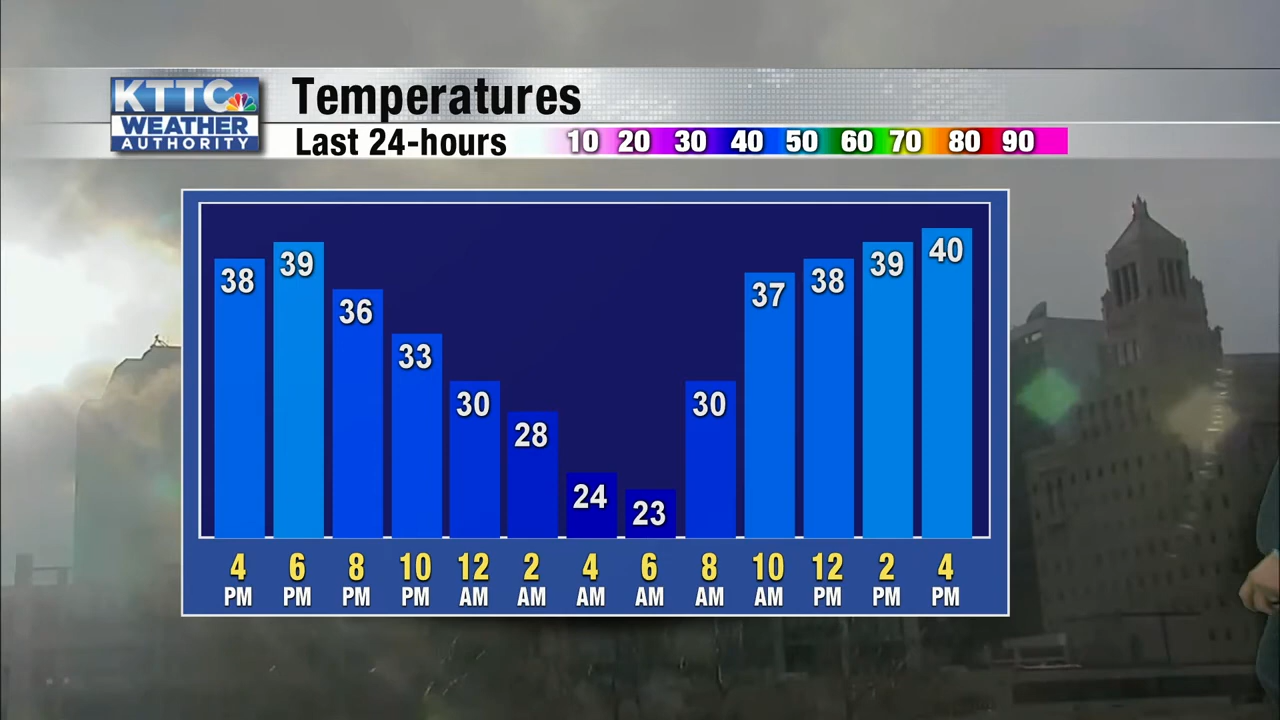 KTTC
WEATHER
AUTHORITY
Temperatures
Last 24-hours
10 20 30 40 50 60 70 80 90
38 39 36 33 30 28 24 23 30 37 38 39 40
4 6 8 10 12 2 4 6 8 10 12 2 4
PM PM PM PM AM AM AM AM AM AM PM PM PM